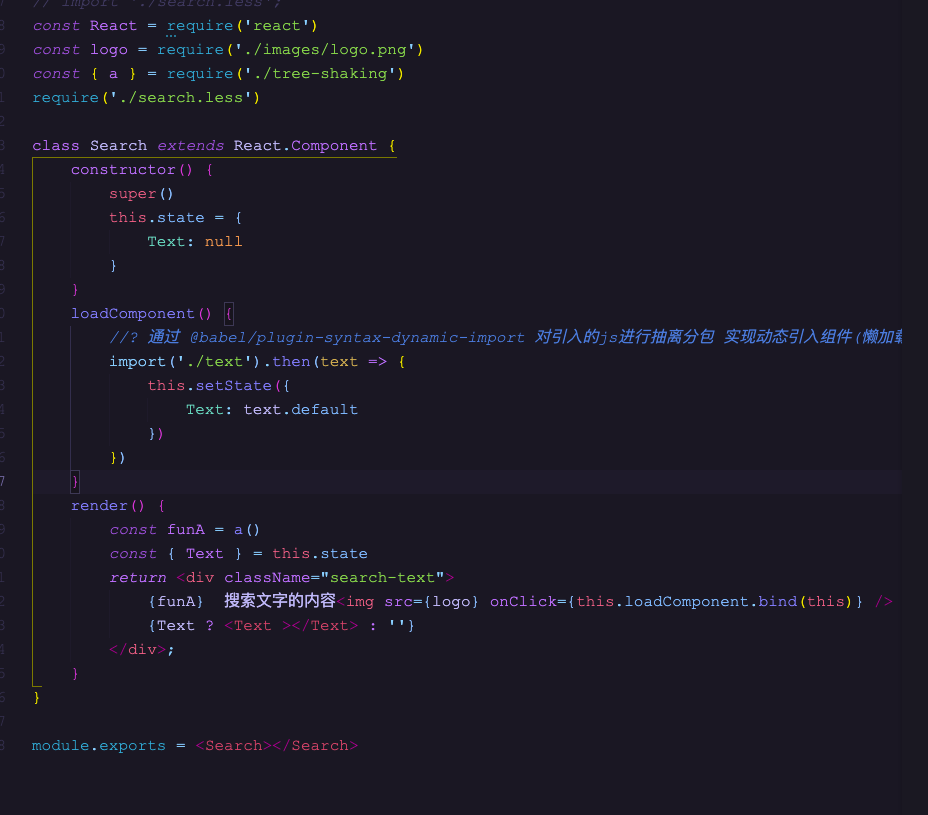 // import './search.less';
const React = require('react')
const logo = require('./images/logo.png')
const { a } = require('./tree-shaking')
require('./search.less')
class Search extends React.Component {
constructor() {
super()
this.state = {
Text: null
}
}
loadComponent() {
//? 通过 @babel/plugin-syntax-dynamic-import 对引入的js进行抽离分包 实现动态引入组件(懒加载
import('./text').then(text => {
this.setState({
Text: text.default
})
})
}
render() {
const funA = a()
const { Text } = this.state
return <div className="search-text">
{funA}  搜索文字的内容<img src={logo} onClick={this.loadComponent.bind(this)} />
{Text ? <Text ></Text> : ''}
</div>;
}
}
module.exports = <Search></Search>